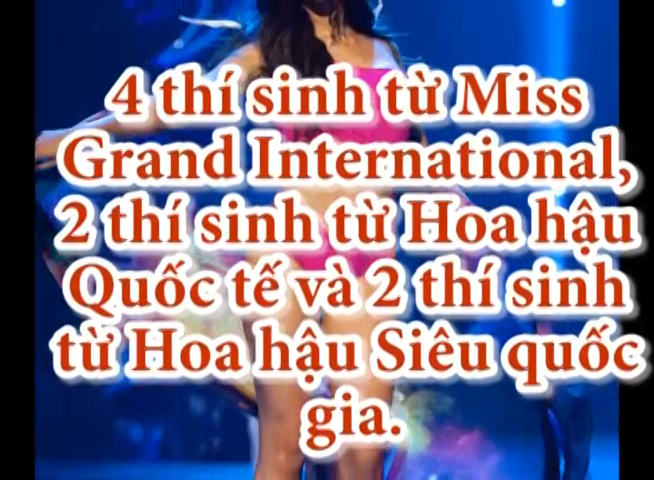 4 thí sinh từ Miss
Grand International,
2 thí sinh từ Hoa hậu
Quốc tế và 2 thí sinh
từ Hoa hậu Siêu quốc
gia.